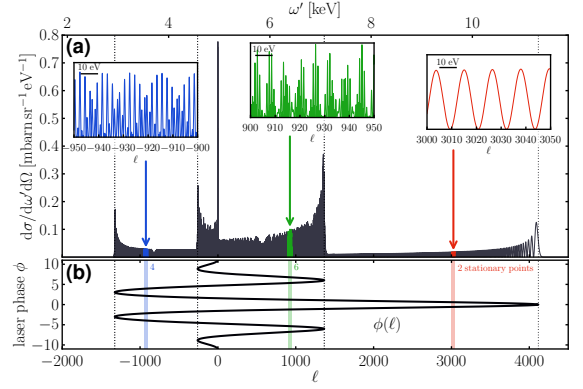 2 4 6 8 10
ω′ [keV]
(a)
dσ/dω′dΩ [mbarn sr⁻¹ eV⁻¹]
0.8
0.7
0.6
0.5
0.4
0.3
0.2
0.1
10 eV
−950 −940 −930 −920 −910 −900
ℓ
10 eV
900 910 920 930 940 950
ℓ
10 eV
3000 3010 3020 3030 3040 3050
ℓ
(b)
laser phase ϕ
10
5
0
−5
−10
4
6
2 stationary points
ϕ(ℓ)
−2000 −1000 0 1000 2000 3000 4000
ℓ